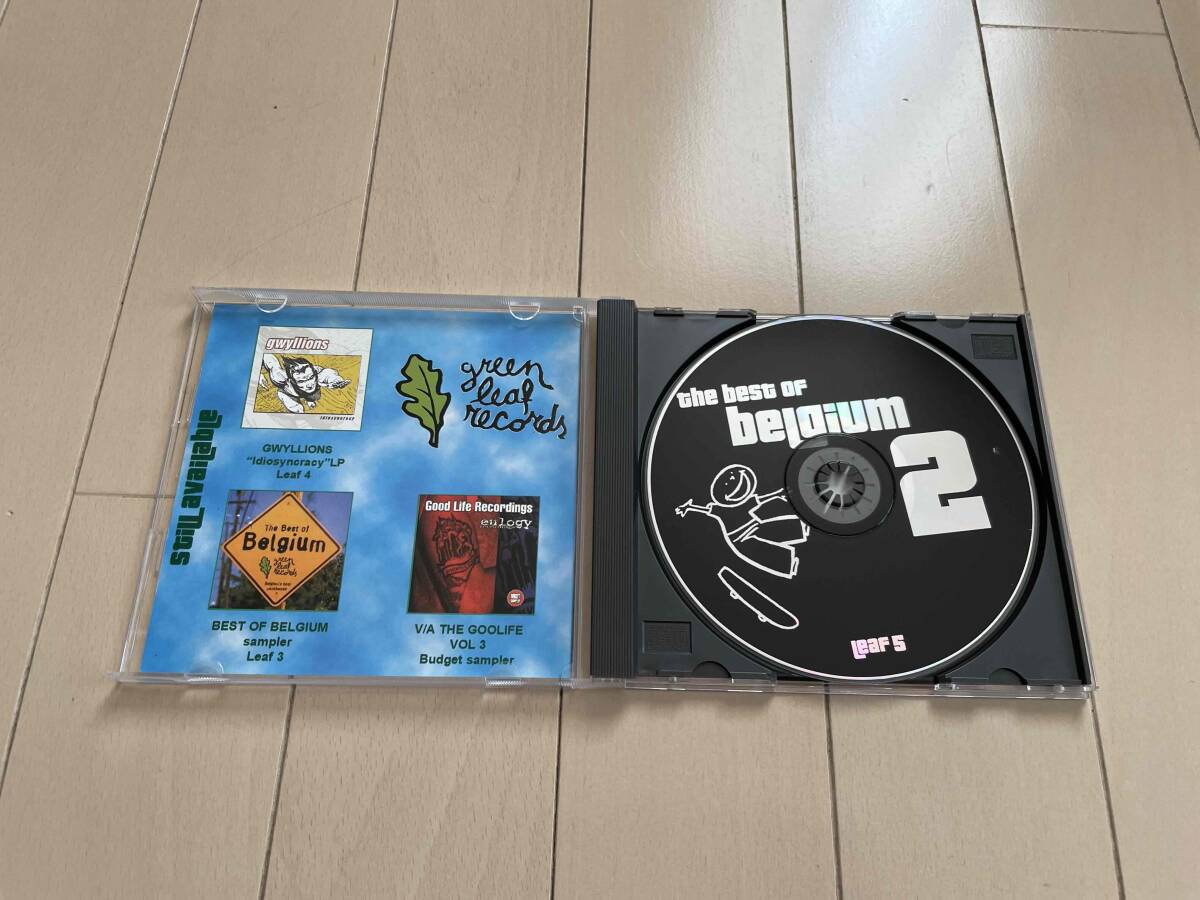 Still available
gwyllions
idiosyncracy
GWYLLIONS
"Idiosyncracy"LP
Leaf 4
green
leaf
records
The Best of
Belgium
green
leaf
records
BEST OF BELGIUM
sampler
Leaf 3
Good Life Recordings
eulogy
V/A THE GOOLIFE
VOL 3
Budget sampler
the best of
belgium
2
Leaf 5